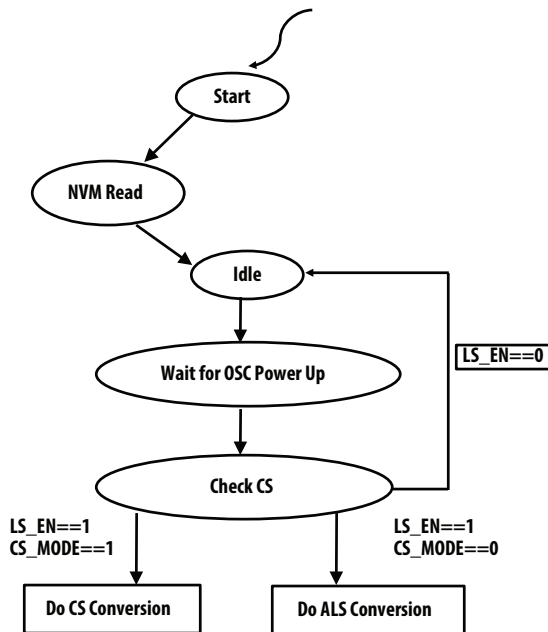 Start
NVM Read
Idle
LS_EN==0
Wait for OSC Power Up
Check CS
LS_EN==1
CS_MODE==1
LS_EN==1
CS_MODE==0
Do CS Conversion
Do ALS Conversion